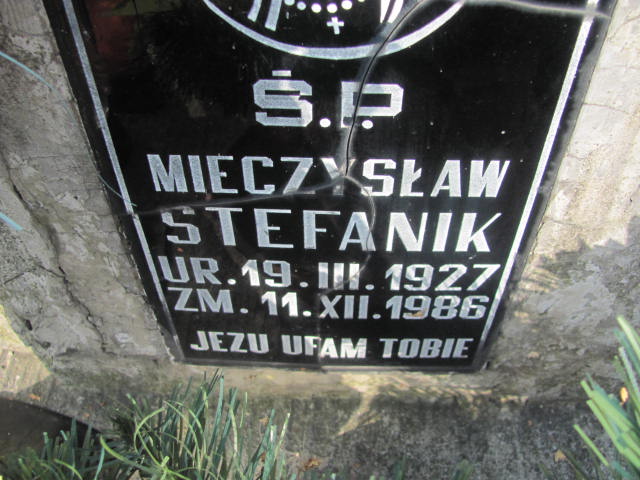 Ś.P.
MIECZYSŁAW
STEFANIK
UR. 19. III. 1927
ZM. 11. XII. 1986
JEZU UFAM TOBIE